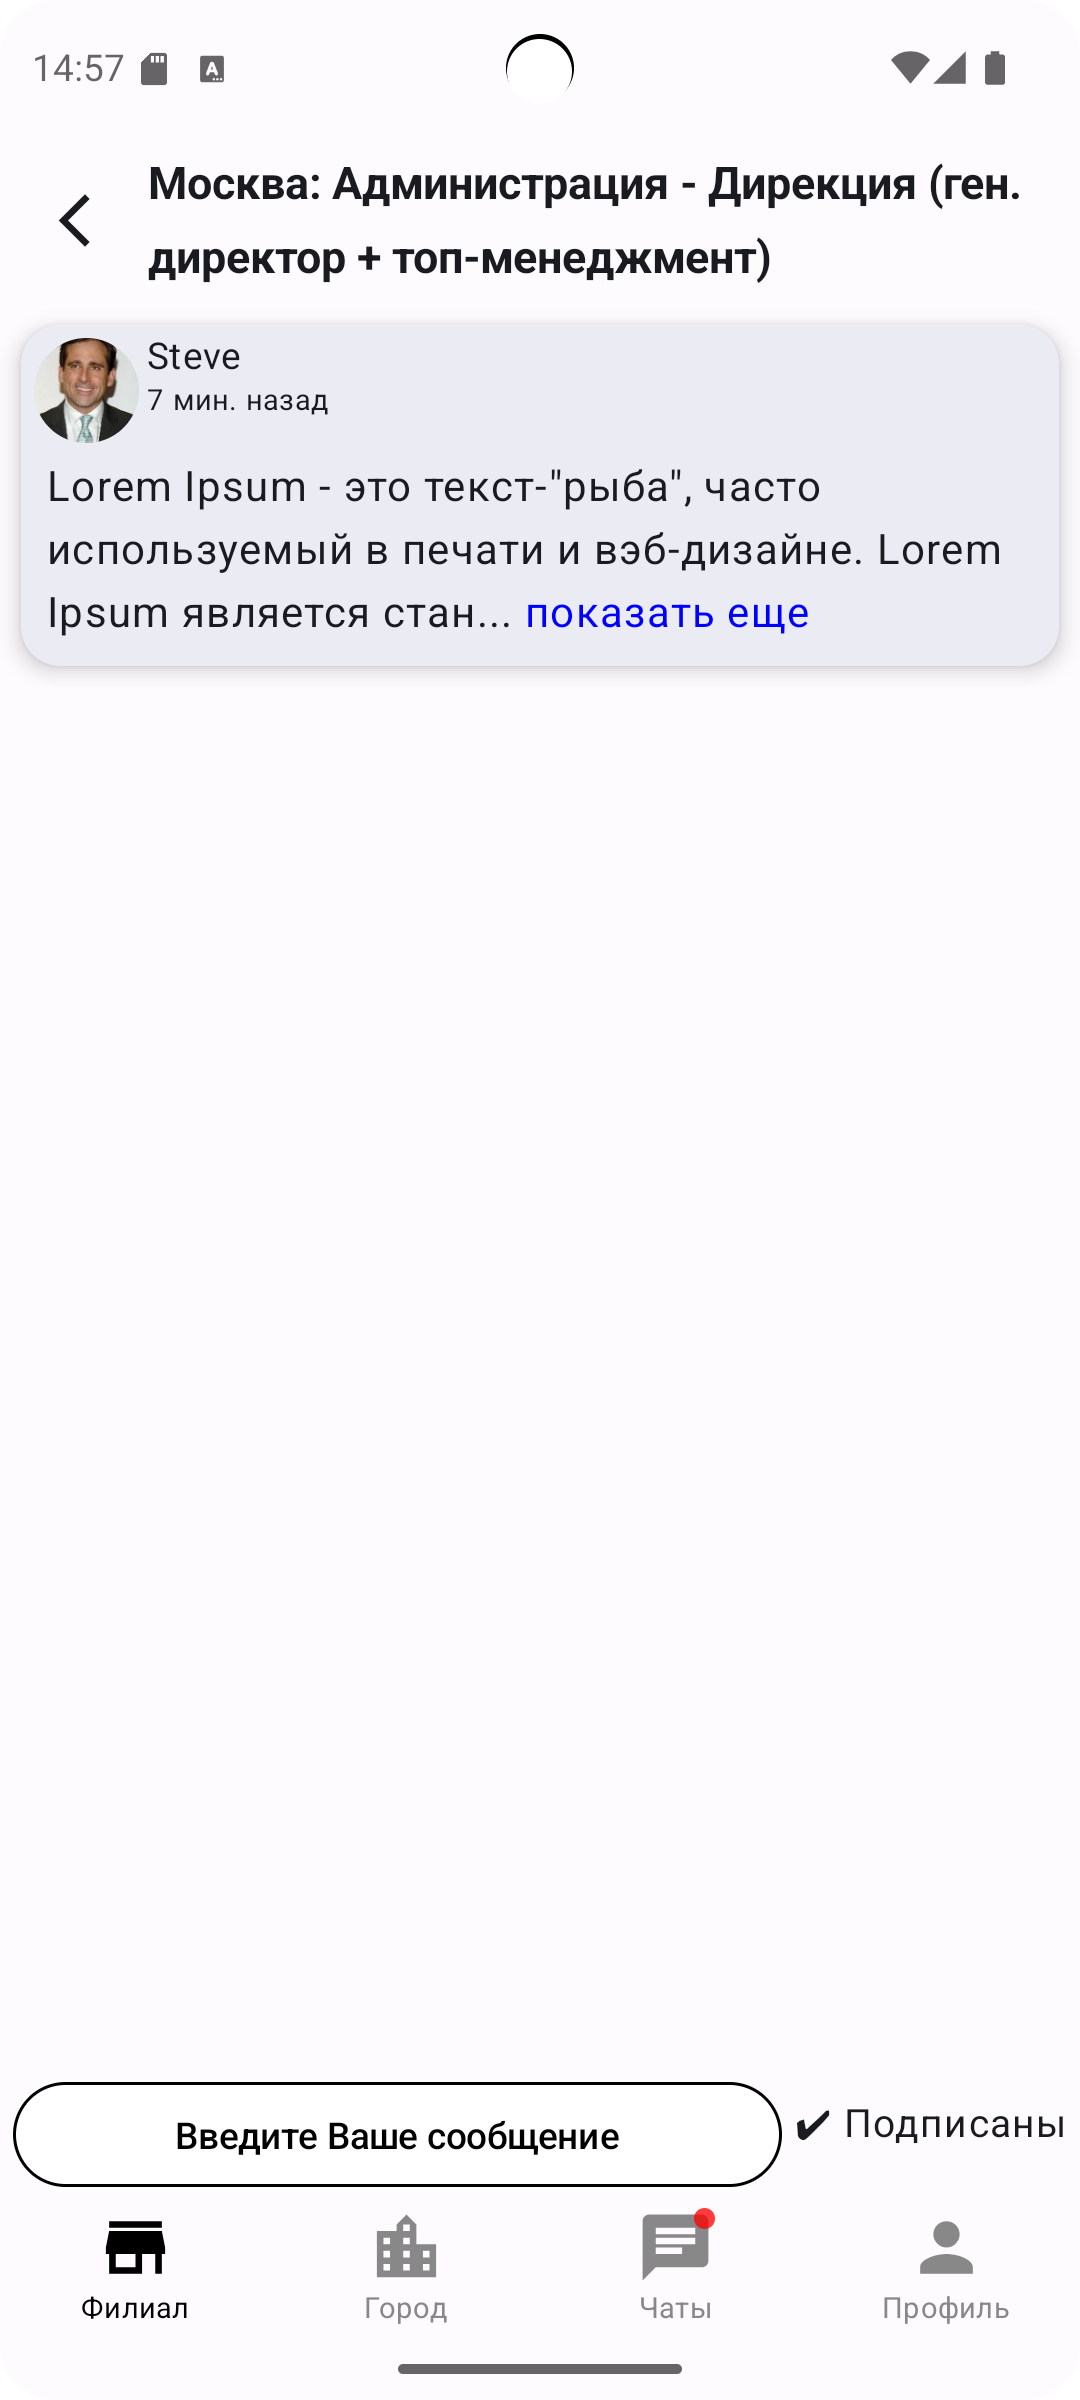 14:57
Москва: Администрация - Дирекция (ген.
директор + топ-менеджмент)
Steve
7 мин. назад
Lorem Ipsum - это текст-"рыба", часто
используемый в печати и вэб-дизайне. Lorem
Ipsum является стан... показать еще
Введите Ваше сообщение
✔ Подписаны
Филиал
Город
Чаты
Профиль